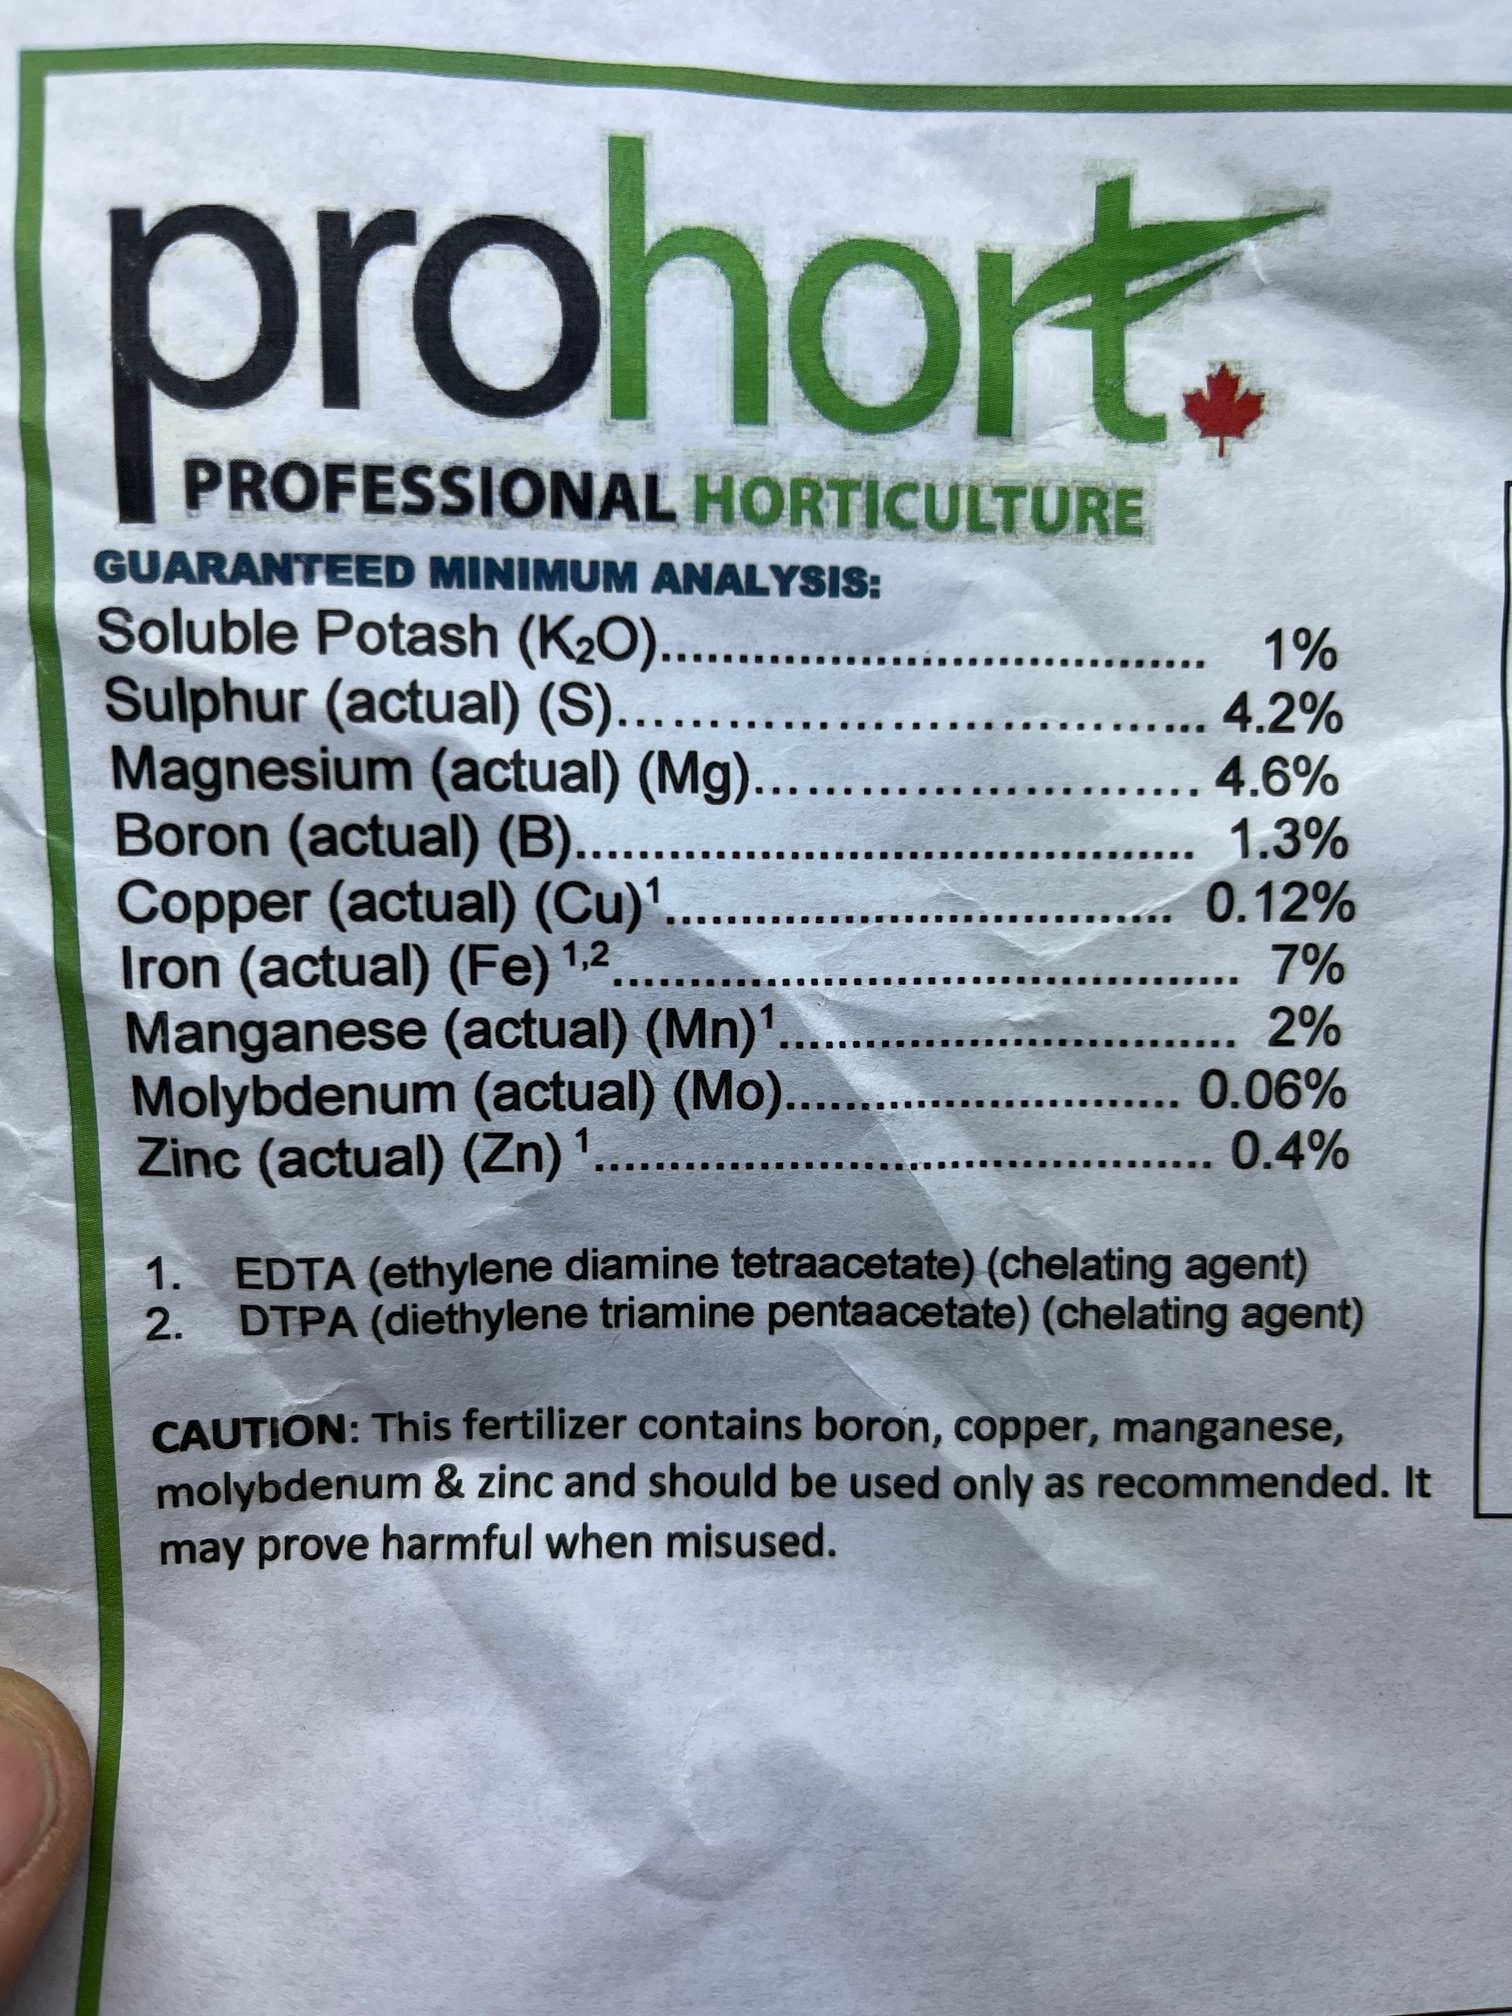 prohort
PROFESSIONAL HORTICULTURE
GUARANTEED MINIMUM ANALYSIS:
Soluble Potash (K₂O)........................................ 1%
Sulphur (actual) (S)........................................ 4.2%
Magnesium (actual) (Mg)........................... 4.6%
Boron (actual) (B)............................................ 1.3%
Copper (actual) (Cu)¹.................................... 0.12%
Iron (actual) (Fe) ¹,²............................................ 7%
Manganese (actual) (Mn)¹................................ 2%
Molybdenum (actual) (Mo)............................ 0.06%
Zinc (actual) (Zn) ¹............................................ 0.4%
1. EDTA (ethylene diamine tetraacetate) (chelating agent)
2. DTPA (diethylene triamine pentaacetate) (chelating agent)
CAUTION: This fertilizer contains boron, copper, manganese,
molybdenum & zinc and should be used only as recommended. It
may prove harmful when misused.